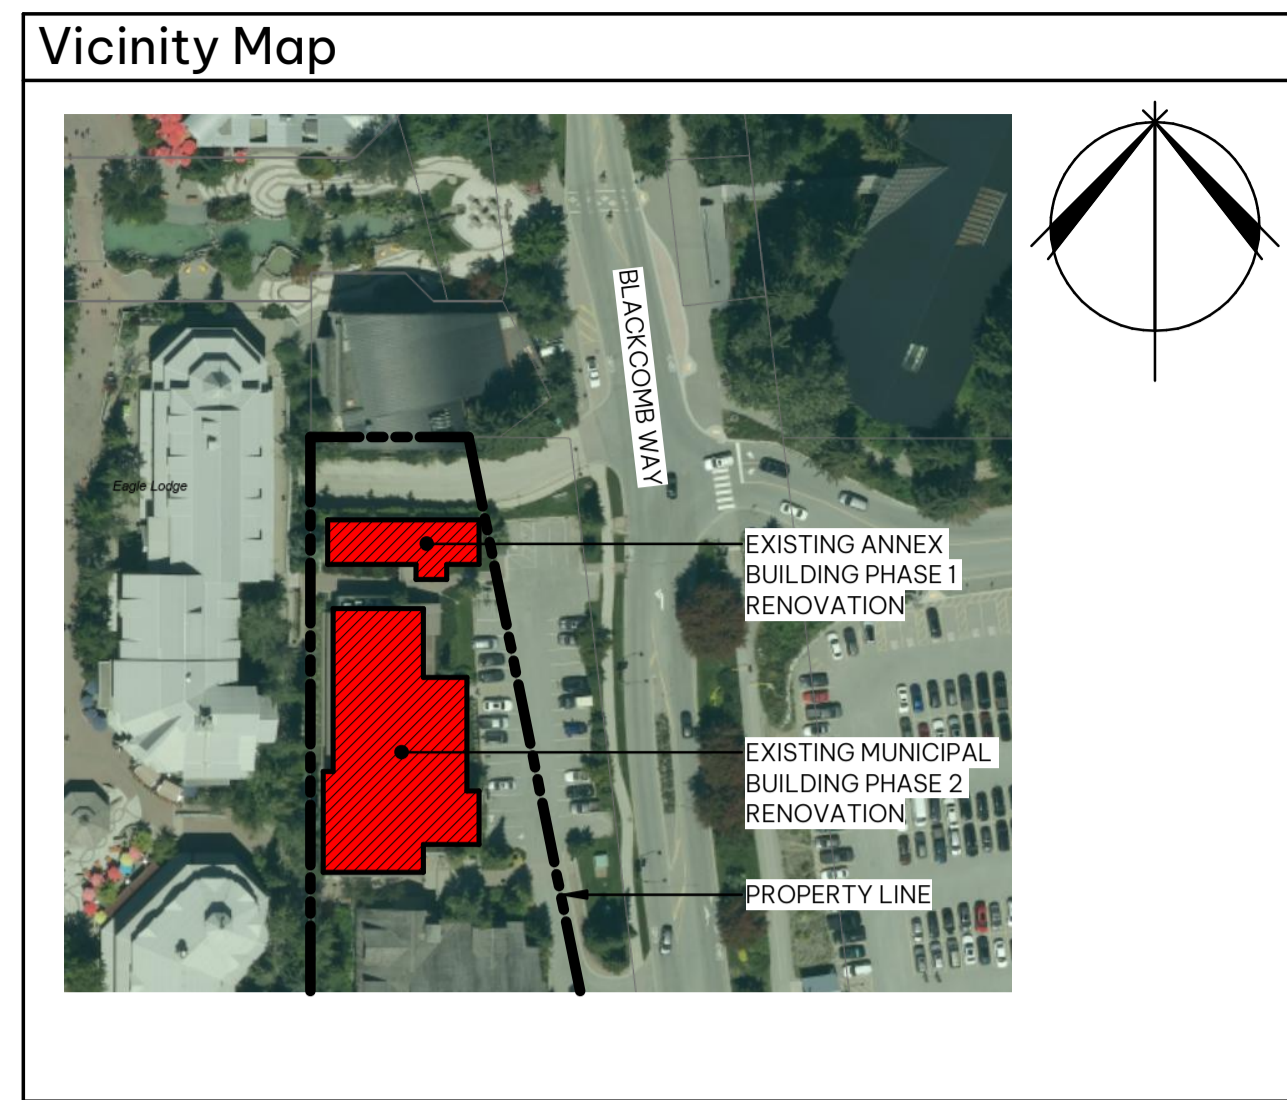 Vicinity Map
BLACKCOMB WAY
Eagle Lodge
EXISTING ANNEX
BUILDING PHASE 1
RENOVATION
EXISTING MUNICIPAL
BUILDING PHASE 2
RENOVATION
PROPERTY LINE